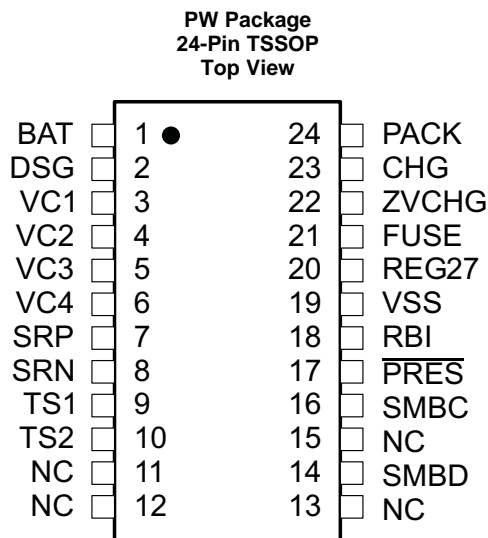 PW Package
24-Pin TSSOP
Top View
BAT 1 24 PACK
DSG 2 23 CHG
VC1 3 22 ZVCHG
VC2 4 21 FUSE
VC3 5 20 REG27
VC4 6 19 VSS
SRP 7 18 RBI
SRN 8 17 PRES
TS1 9 16 SMBC
TS2 10 15 NC
NC 11 14 SMBD
NC 12 13 NC